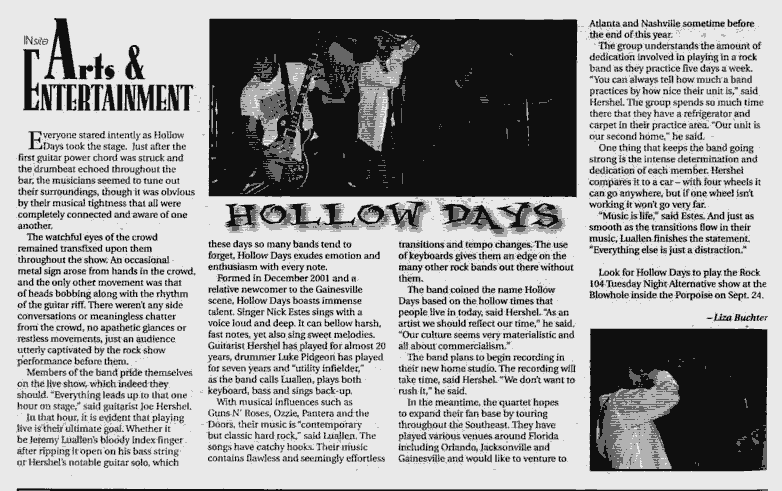 INsite
Arts &
ENTERTAINMENT
Everyone stared intently as Hollow
Days took the stage. Just after the
first guitar power chord was struck and
the drumbeat echoed throughout the
bar, the musicians seemed to tune out
their surroundings, though it was obvious
by their musical tightness that all were
completely connected and aware of one
another.
The watchful eyes of the crowd
remained transfixed upon them
throughout the show. An occasional
metal sign arose from hands in the crowd,
and the only other movement was that
of heads bobbing along with the rhythm
of the guitar riff. There weren't any side
conversations or meaningless chatter
from the crowd, no apathetic glances or
restless movements, just an audience
utterly captivated by the rock show
performance before them.
Members of the band pride themselves
on the live show, which indeed they
should. "Everything leads up to that one
hour on stage," said guitarist Joe Hershel.
In that hour, it is evident that playing
live is their ultimate goal. Whether it
be Jeremy Luallen's bloody index finger
after ripping it open on his bass string
or Hershel's notable guitar solo, which
HOLLOW DAYS
these days so many bands tend to
forget, Hollow Days exudes emotion and
enthusiasm with every note.
Formed in December 2001 and a
relative newcomer to the Gainesville
scene, Hollow Days boasts immense
talent. Singer Nick Estes sings with a
voice loud and deep. It can bellow harsh,
fast notes, yet also sing sweet melodies.
Guitarist Hershel has played for almost 20
years, drummer Luke Pidgeon has played
for seven years and "utility infielder,"
as the band calls Luallen, plays both
keyboard, bass and sings back-up.
With musical influences such as
Guns N' Roses, Ozzie, Pantera and the
Doors, their music is "contemporary
but classic hard rock," said Luallen. The
songs have catchy hooks. Their music
contains flawless and seemingly effortless
transitions and tempo changes. The use
of keyboards gives them an edge on the
many other rock bands out there without
them.
The band coined the name Hollow
Days based on the hollow times that
people live in today, said Hershel. "As an
artist we should reflect our time," he said.
"Our culture seems very materialistic and
all about commercialism."
The band plans to begin recording in
their new home studio. The recording will
take time, said Hershel. "We don't want to
rush it," he said.
In the meantime, the quartet hopes
to expand their fan base by touring
throughout the Southeast. They have
played various venues around Florida
including Orlando, Jacksonville and
Gainesville and would like to venture to
Atlanta and Nashville sometime before
the end of this year.
The group understands the amount of
dedication involved in playing in a rock
band as they practice five days a week.
"You can always tell how much a band
practices by how nice their unit is," said
Hershel. The group spends so much time
there that they have a refrigerator and
carpet in their practice area. "Our unit is
our second home," he said.
One thing that keeps the band going
strong is the intense determination and
dedication of each member. Hershel
compares it to a car – with four wheels it
can go anywhere, but if one wheel isn't
working it won't go very far.
"Music is life," said Estes. And just as
smooth as the transitions flow in their
music, Luallen finishes the statement.
"Everything else is just a distraction."
Look for Hollow Days to play the Rock
104 Tuesday Night Alternative show at the
Blowhole inside the Porpoise on Sept. 24.
– Liza Buchter